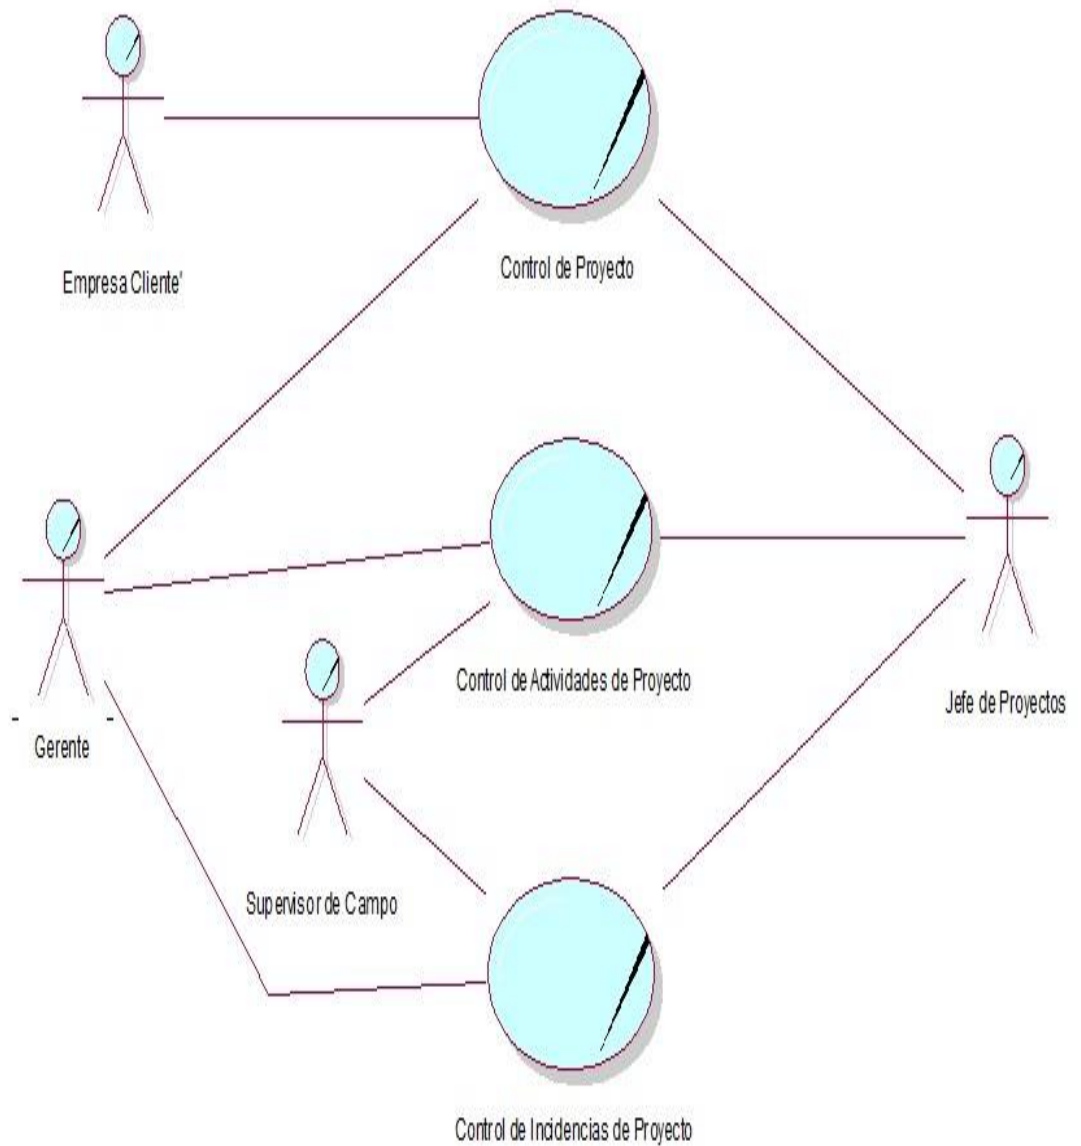 Empresa Cliente'
Control de Proyecto
Control de Actividades de Proyecto
Jefe de Proyectos
Gerente
Supervisor de Campo
Control de Incidencias de Proyecto